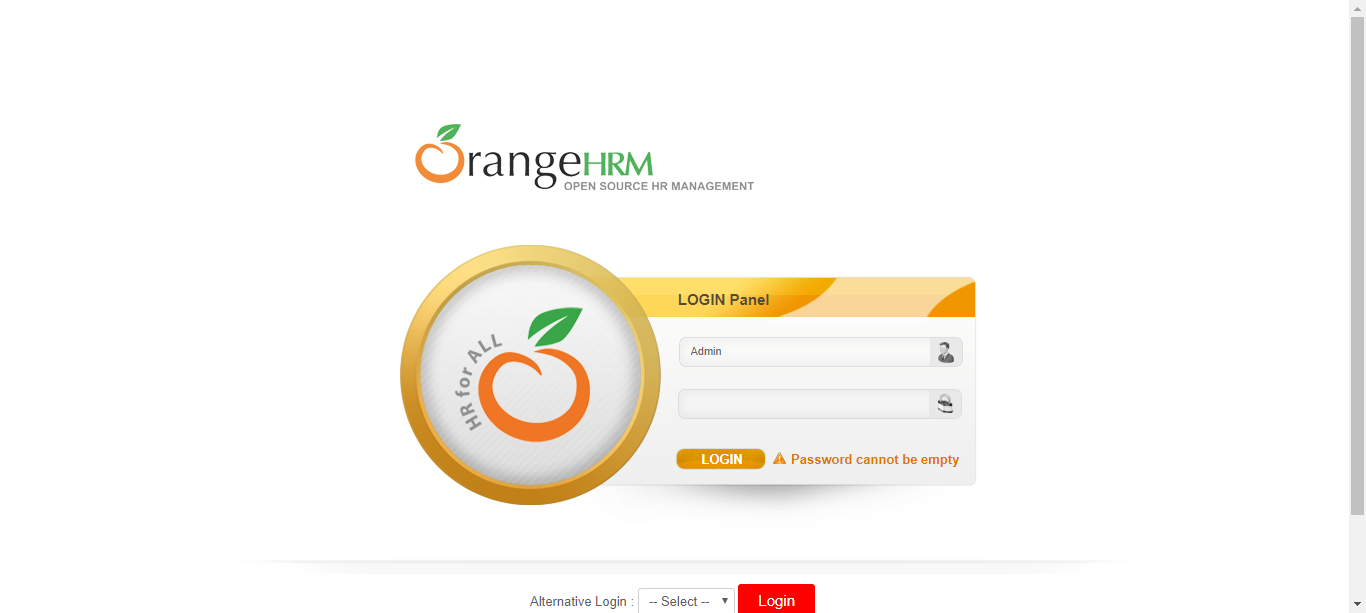 OrangeHRM
OPEN SOURCE HR MANAGEMENT
HR for ALL
LOGIN Panel
Admin
LOGIN Password cannot be empty
Alternative Login : -- Select -- Login